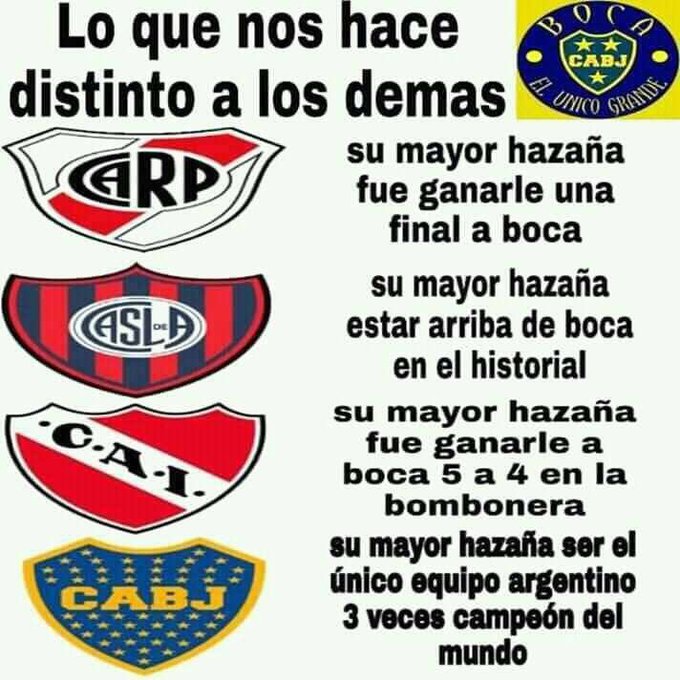 Lo que nos hace
distinto a los demas
BOCA
CABJ
EL UNICO GRANDE
CARP
su mayor hazaña
fue ganarle una
final a boca
CASLDEA
su mayor hazaña
estar arriba de boca
en el historial
·C.A.I.
su mayor hazaña
fue ganarle a
boca 5 a 4 en la
bombonera
CABJ
su mayor hazaña ser el
único equipo argentino
3 veces campeón del
mundo